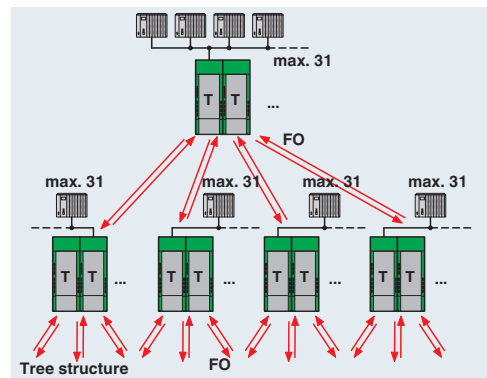 max. 31
T T ...
FO
max. 31 max. 31 max. 31 max. 31
T T ... T T ... T T ... T T ...
Tree structure FO